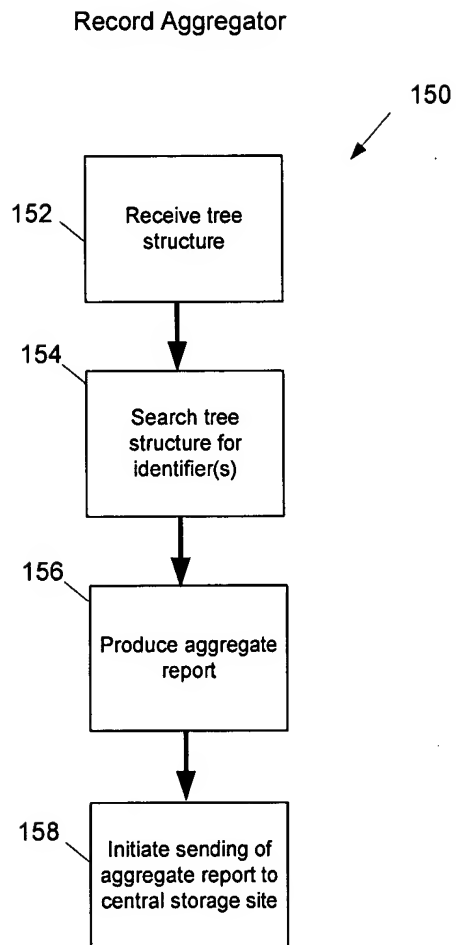 Record Aggregator
150
152
Receive tree
structure
154
Search tree
structure for
identifier(s)
156
Produce aggregate
report
158
Initiate sending of
aggregate report to
central storage site